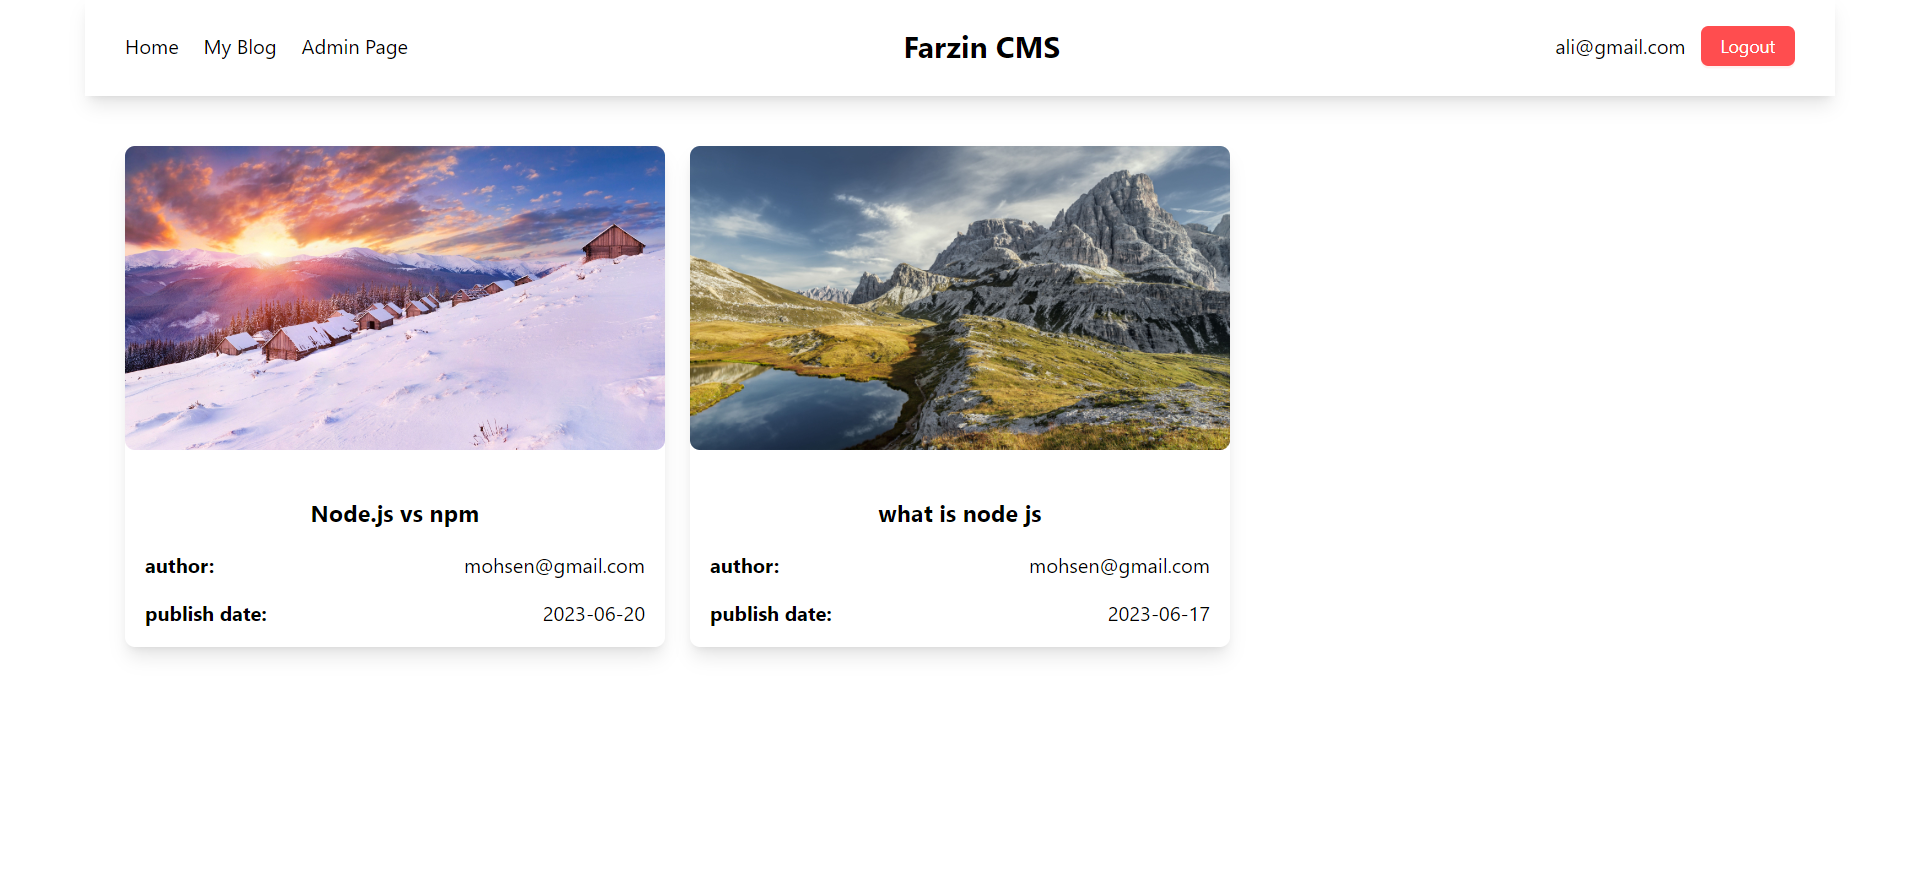 Home My Blog Admin Page Farzin CMS ali@gmail.com Logout
Node.js vs npm
author: mohsen@gmail.com
publish date: 2023-06-20
what is node js
author: mohsen@gmail.com
publish date: 2023-06-17